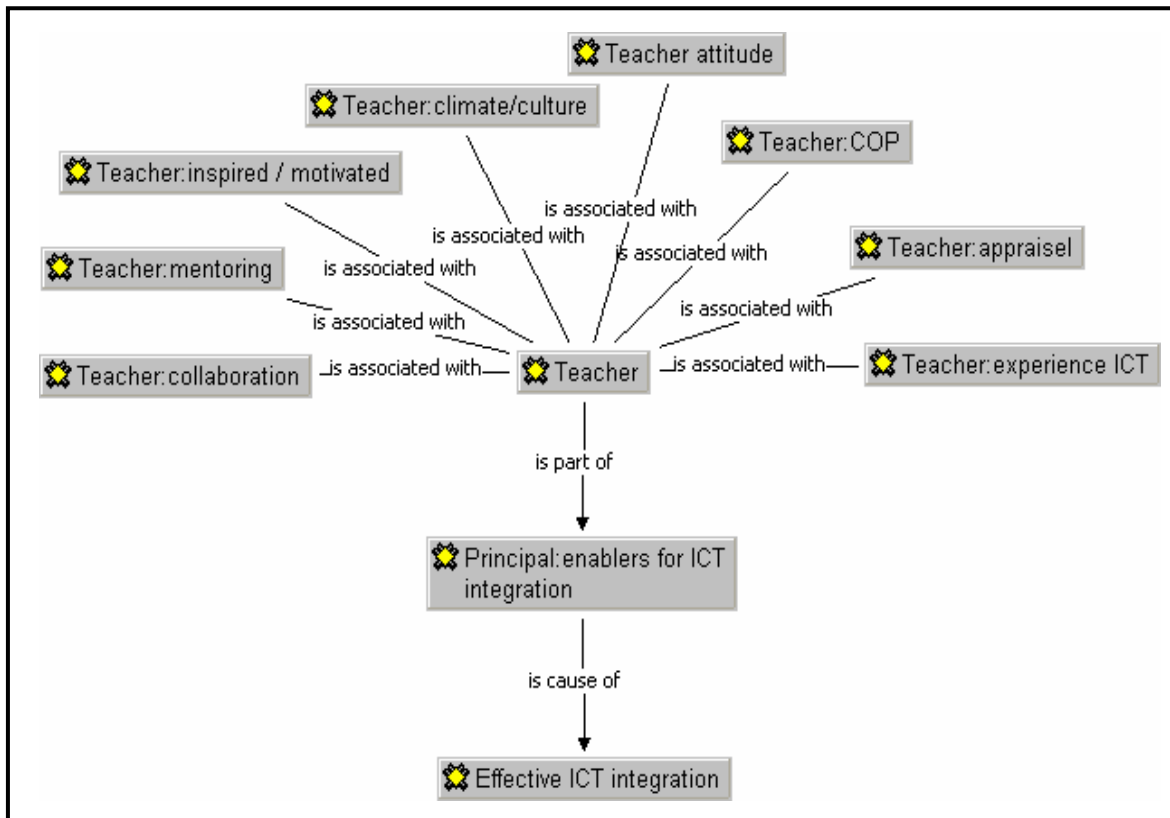 Teacher attitude
Teacher:climate/culture
Teacher:COP
Teacher:inspired / motivated
is associated with
is associated with
Teacher:appraisel
is associated with
Teacher:mentoring
is associated with
is associated with
is associated with
Teacher:collaboration
is associated with
Teacher
is associated with
Teacher:experience ICT
is part of
Principal:enablers for ICT
integration
is cause of
Effective ICT integration